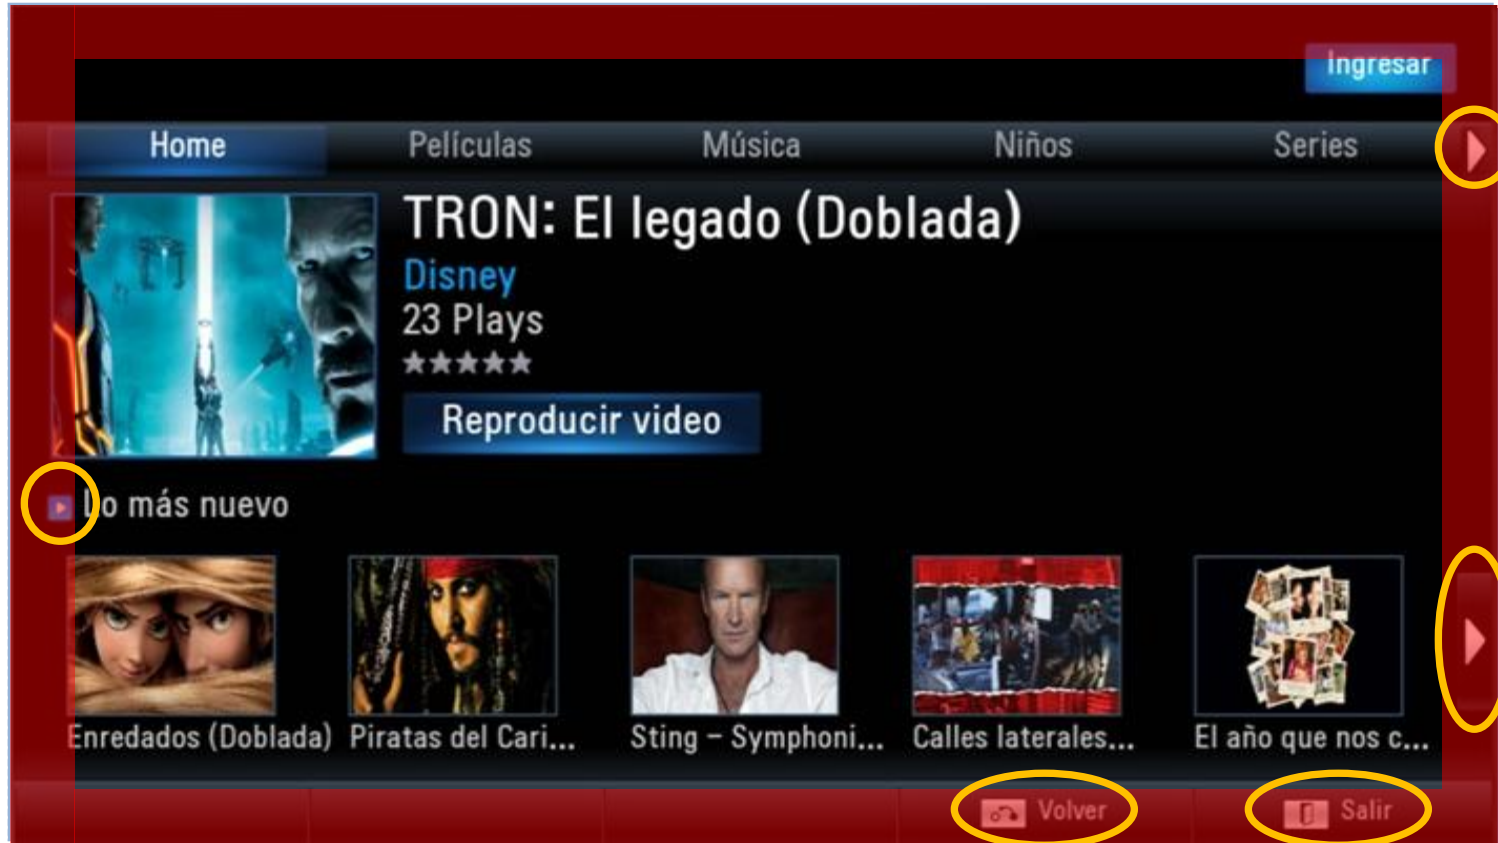 Ingresar
Home Películas Música Niños Series
TRON: El legado (Doblada)
Disney
23 Plays
Reproducir video
Lo más nuevo
Enredados (Doblada) Piratas del Cari... Sting – Symphoni... Calles laterales... El año que nos c...
Volver Salir